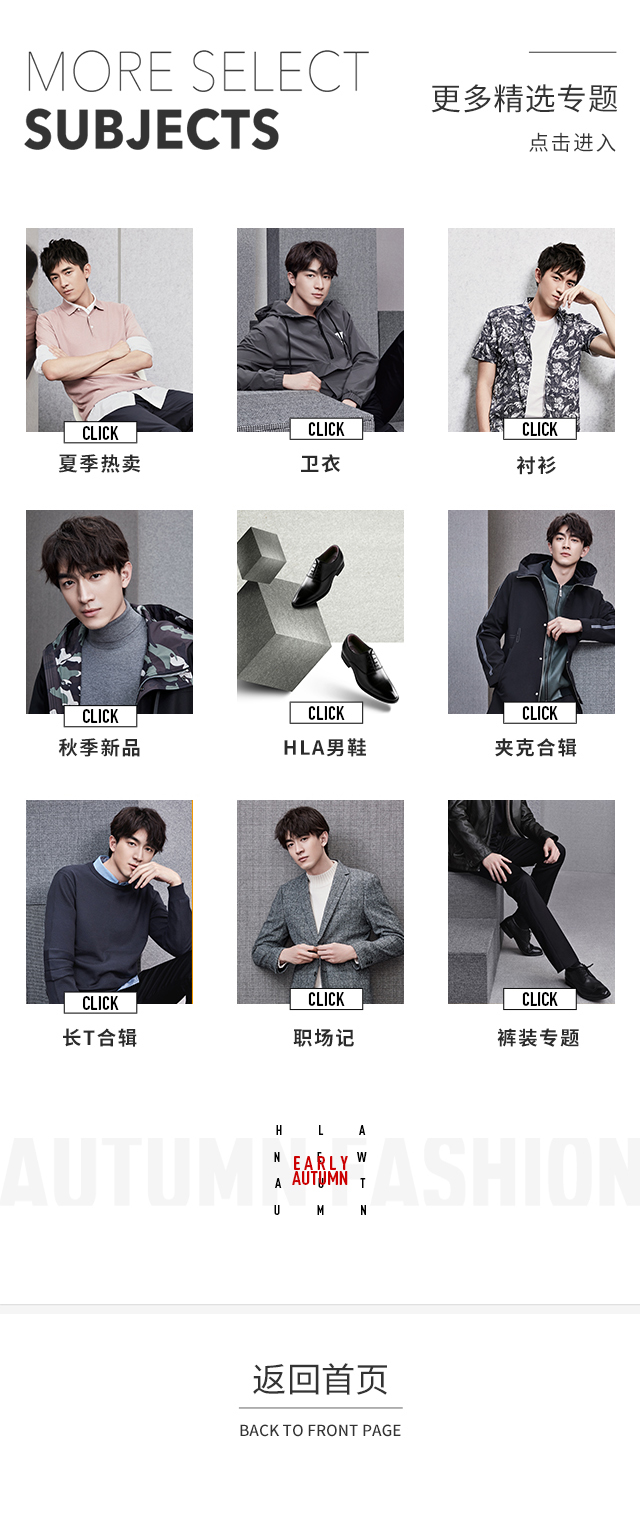 MORE SELECT
SUBJECTS
更多精选专题
点击进入
CLICK
夏季热卖
CLICK
卫衣
CLICK
衬衫
CLICK
秋季新品
CLICK
HLA男鞋
CLICK
夹克合辑
CLICK
长T合辑
CLICK
职场记
CLICK
裤装专题
AUTUMN FASHION
H L A
N E W
A U T
U M N
EARLY
AUTUMN
返回首页
BACK TO FRONT PAGE